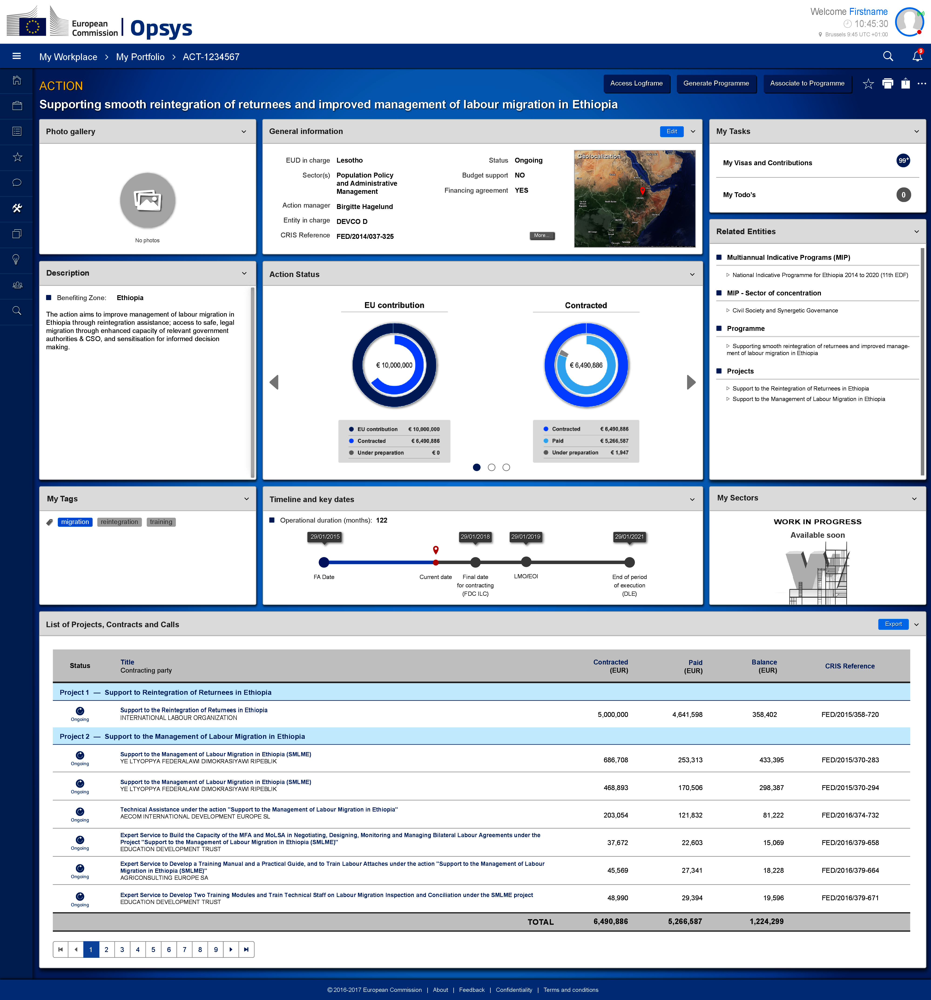 European
Commission
Opsys
Welcome Firstname
10:45:30
Brussels 9:45 UTC +01:00
My Workplace > My Portfolio > ACT-1234567
9
ACTION
Access Logframe
Generate Programme
Associate to Programme
Supporting smooth reintegration of returnees and improved management of labour migration in Ethiopia
Photo gallery
No photos
General information
Edit
EUD in charge Lesotho
Sector(s) Population Policy
and Administrative
Management
Action manager Birgitte Hagelund
Entity in charge DEVCO D
CRIS Reference FED/2014/037-325
Status Ongoing
Budget support NO
Financing agreement YES
More...
Geolocalization
My Tasks
My Visas and Contributions 99+
My Todo's 0
Related Entities
Multiannual Indicative Programs (MIP)
National Indicative Programme for Ethiopia 2014 to 2020 (11th EDF)
MIP - Sector of concentration
Civil Society and Synergetic Governance
Programme
Supporting smooth reintegration of returnees and improved manage-
ment of labour migration in Ethiopia
Projects
Support to the Reintegration of Returnees in Ethiopia
Support to the Management of Labour Migration in Ethiopia
Description
Benefiting Zone: Ethiopia
The action aims to improve management of labour migration in
Ethiopia through reintegration assistance; access to safe, legal
migration through enhanced capacity of relevant government
authorities & CSO, and sensitisation for informed decision
making.
Action Status
EU contribution
€ 10,000,000
EU contribution € 10,000,000
Contracted € 6,490,886
Under preparation € 0
Contracted
€ 6,490,886
Contracted € 6,490,886
Paid € 5,266,587
Under preparation € 1,947
My Tags
migration
reintegration
training
Timeline and key dates
Operational duration (months): 122
29/01/2015
29/01/2018
29/01/2019
29/01/2021
FA Date
Current date
Final date
for contracting
(FDC ILC)
LMO/EOI
End of period
of execution
(DLE)
My Sectors
WORK IN PROGRESS
Available soon
List of Projects, Contracts and Calls
Export
Status
Title
Contracting party
Contracted
(EUR)
Paid
(EUR)
Balance
(EUR)
CRIS Reference
Project 1 — Support to Reintegration of Returnees in Ethiopia
Ongoing
Support to the Reintegration of Returnees in Ethiopia
INTERNATIONAL LABOUR ORGANIZATION
5,000,000 4,641,598 358,402 FED/2015/358-720
Project 2 — Support to the Management of Labour Migration in Ethiopia
Ongoing
Support to the Management of Labour Migration in Ethiopia (SMLME)
YE LTYOPPYA FEDERALAWI DIMOKRASIYAWI RIPEBLIK
686,708 253,313 433,395 FED/2015/370-283
Ongoing
Support to the Management of Labour Migration in Ethiopia (SMLME)
YE LTYOPPYA FEDERALAWI DIMOKRASIYAWI RIPEBLIK
468,893 170,506 298,387 FED/2015/370-294
Ongoing
Technical Assistance under the action "Support to the Management of Labour Migration in Ethiopia"
AECOM INTERNATIONAL DEVELOPMENT EUROPE SL
203,054 121,832 81,222 FED/2016/374-732
Ongoing
Expert Service to Build the Capacity of the MFA and MoLSA in Negotiating, Designing, Monitoring and Managing Bilateral Labour Agreements under the
Project "Support to the Management of Labour Migration in Ethiopia (SMLME)"
EDUCATION DEVELOPMENT TRUST
37,672 22,603 15,069 FED/2016/379-658
Ongoing
Expert Service to Develop a Training Manual and a Practical Guide, and to Train Labour Attaches under the action "Support to the Management of Labour
Migration in Ethiopia (SMLME)"
AGRICONSULTING EUROPE SA
45,569 27,341 18,228 FED/2016/379-664
Ongoing
Expert Service to Develop Two Training Modules and Train Technical Staff on Labour Migration Inspection and Conciliation under the SMLME project
EDUCATION DEVELOPMENT TRUST
48,990 29,394 19,596 FED/2016/379-671
TOTAL 6,490,886 5,266,587 1,224,299
1 2 3 4 5 6 7 8 9
© 2016-2017 European Commission | About | Feedback | Confidentiality | Terms and conditions